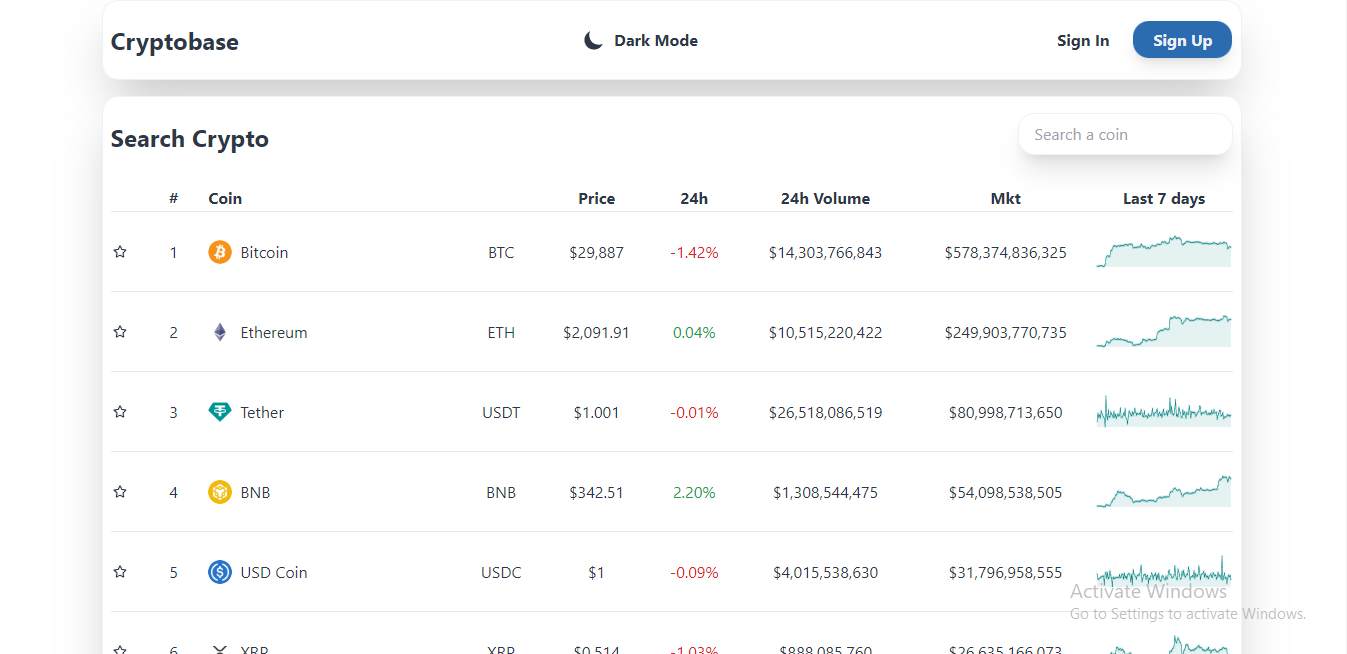 Cryptobase Dark Mode Sign In Sign Up
Search Crypto Search a coin
# Coin Price 24h 24h Volume Mkt Last 7 days
1 Bitcoin BTC $29,887 -1.42% $14,303,766,843 $578,374,836,325
2 Ethereum ETH $2,091.91 0.04% $10,515,220,422 $249,903,770,735
3 Tether USDT $1.001 -0.01% $26,518,086,519 $80,998,713,650
4 BNB BNB $342.51 2.20% $1,308,544,475 $54,098,538,505
5 USD Coin USDC $1 -0.09% $4,015,538,630 $31,796,958,555
Activate Windows
Go to Settings to activate Windows.
6 XRP XRP $0.514 -1.03% $888,085,760 $26,635,166,073